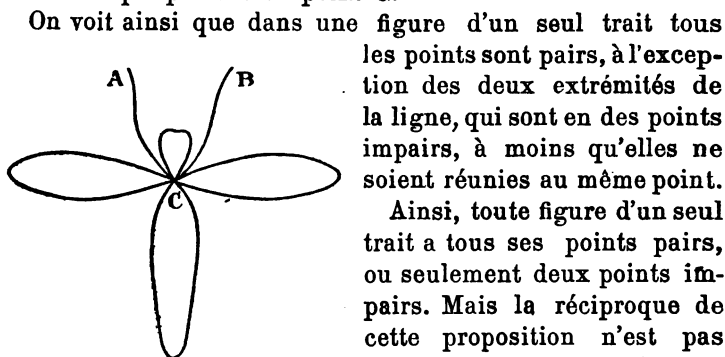 On voit ainsi que dans une figure d'un seul trait tous
les points sont pairs, à l'excep-
tion des deux extrémités de
la ligne, qui sont en des points
impairs, à moins qu'elles ne
soient réunies au même point.
Ainsi, toute figure d'un seul
trait a tous ses points pairs,
ou seulement deux points im-
pairs. Mais la réciproque de
cette proposition n'est pas
A B
C